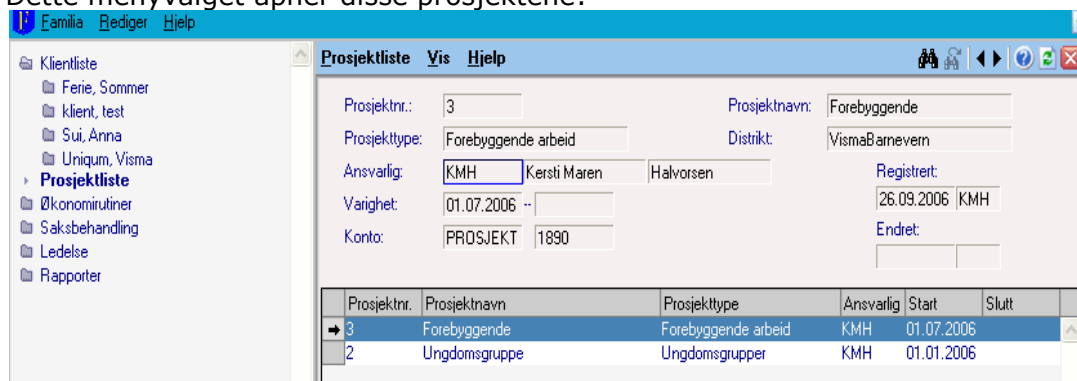 Dette menyvalget åpner disse prosjektene:
Familia Rediger Hjelp
Klientliste
Ferie, Sommer
klient, test
Sui, Anna
Uniqum, Visma
Prosjektliste
Økonomirutiner
Saksbehandling
Ledelse
Rapporter
Prosjektliste Vis Hjelp
Prosjektnr.: 3 Prosjektnavn: Forebyggende
Prosjekttype: Forebyggende arbeid Distrikt: VismaBarnevern
Ansvarlig: KMH Kersti Maren Halvorsen Registrert:
Varighet: 01.07.2006 -- 26.09.2006 KMH
Konto: PROSJEKT 1890 Endret:
Prosjektnr. Prosjektnavn Prosjekttype Ansvarlig Start Slutt
3 Forebyggende Forebyggende arbeid KMH 01.07.2006
2 Ungdomsgruppe Ungdomsgrupper KMH 01.01.2006